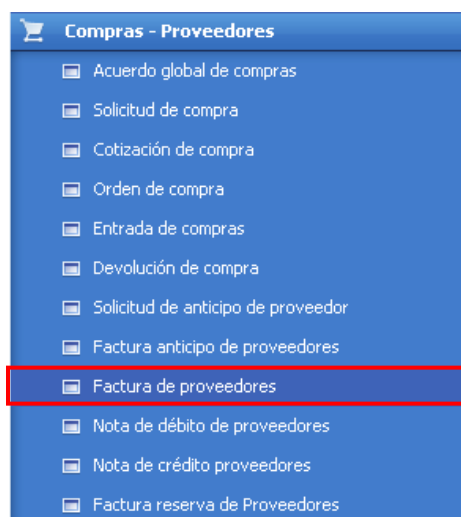 Compras - Proveedores
Acuerdo global de compras
Solicitud de compra
Cotización de compra
Orden de compra
Entrada de compras
Devolución de compra
Solicitud de anticipo de proveedor
Factura anticipo de proveedores
Factura de proveedores
Nota de débito de proveedores
Nota de crédito proveedores
Factura reserva de Proveedores